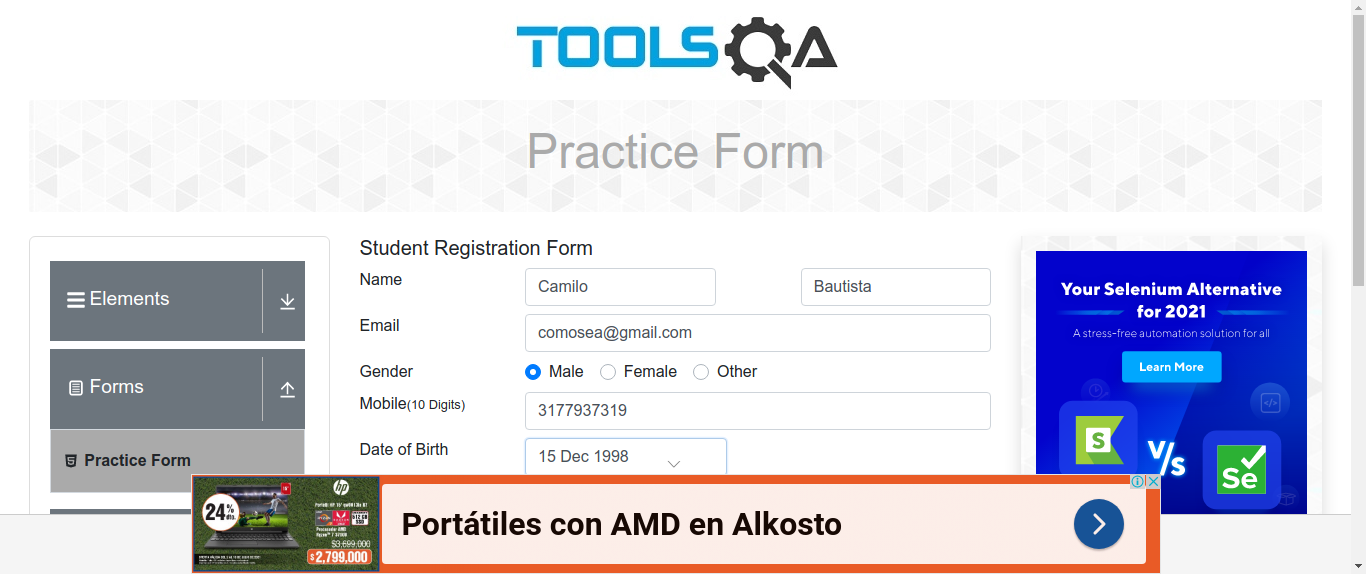 TOOLSQA
Practice Form
Elements
Forms
Practice Form
Student Registration Form
Name
Camilo
Bautista
Email
comosea@gmail.com
Gender
Male
Female
Other
Mobile(10 Digits)
3177937319
Date of Birth
15 Dec 1998
Your Selenium Alternative
for 2021
A stress-free automation solution for all
Learn More
S
V/S
Se
24%
dto.
hp
$3,699,000
$2,799,000
Portátiles con AMD en Alkosto